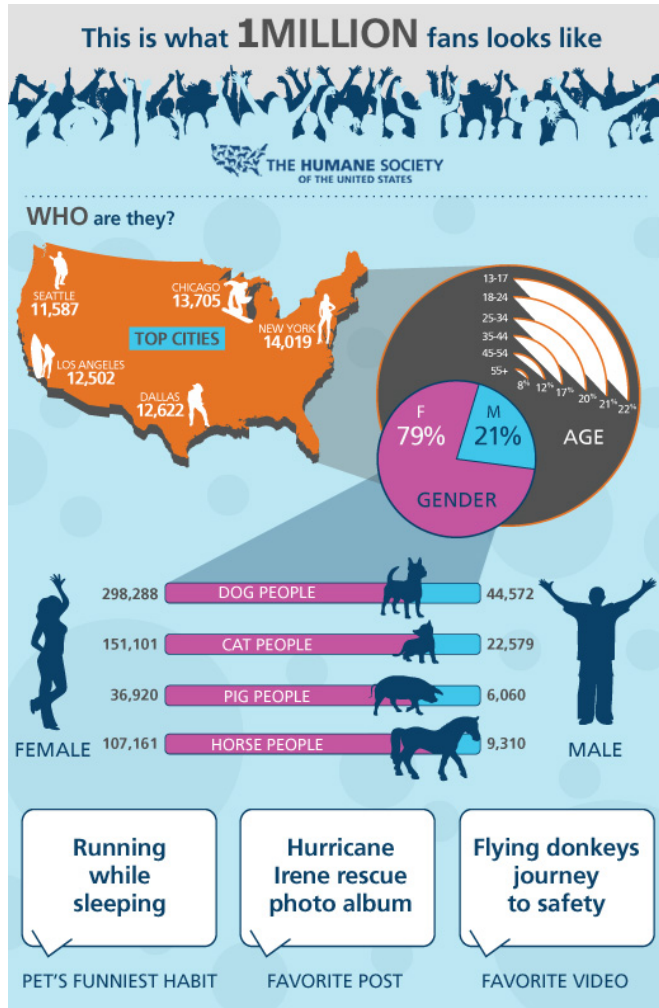 This is what 1MILLION fans looks like
THE HUMANE SOCIETY
OF THE UNITED STATES
WHO are they?
SEATTLE
11,587
CHICAGO
13,705
NEW YORK
14,019
TOP CITIES
LOS ANGELES
12,502
DALLAS
12,622
13-17
18-24
25-34
35-44
45-54
55+
8%
12%
17%
20%
21%
22%
AGE
F
79%
M
21%
GENDER
298,288 DOG PEOPLE 44,572
151,101 CAT PEOPLE 22,579
36,920 PIG PEOPLE 6,060
107,161 HORSE PEOPLE 9,310
FEMALE
MALE
Running
while
sleeping
PET'S FUNNIEST HABIT
Hurricane
Irene rescue
photo album
FAVORITE POST
Flying donkeys
journey
to safety
FAVORITE VIDEO